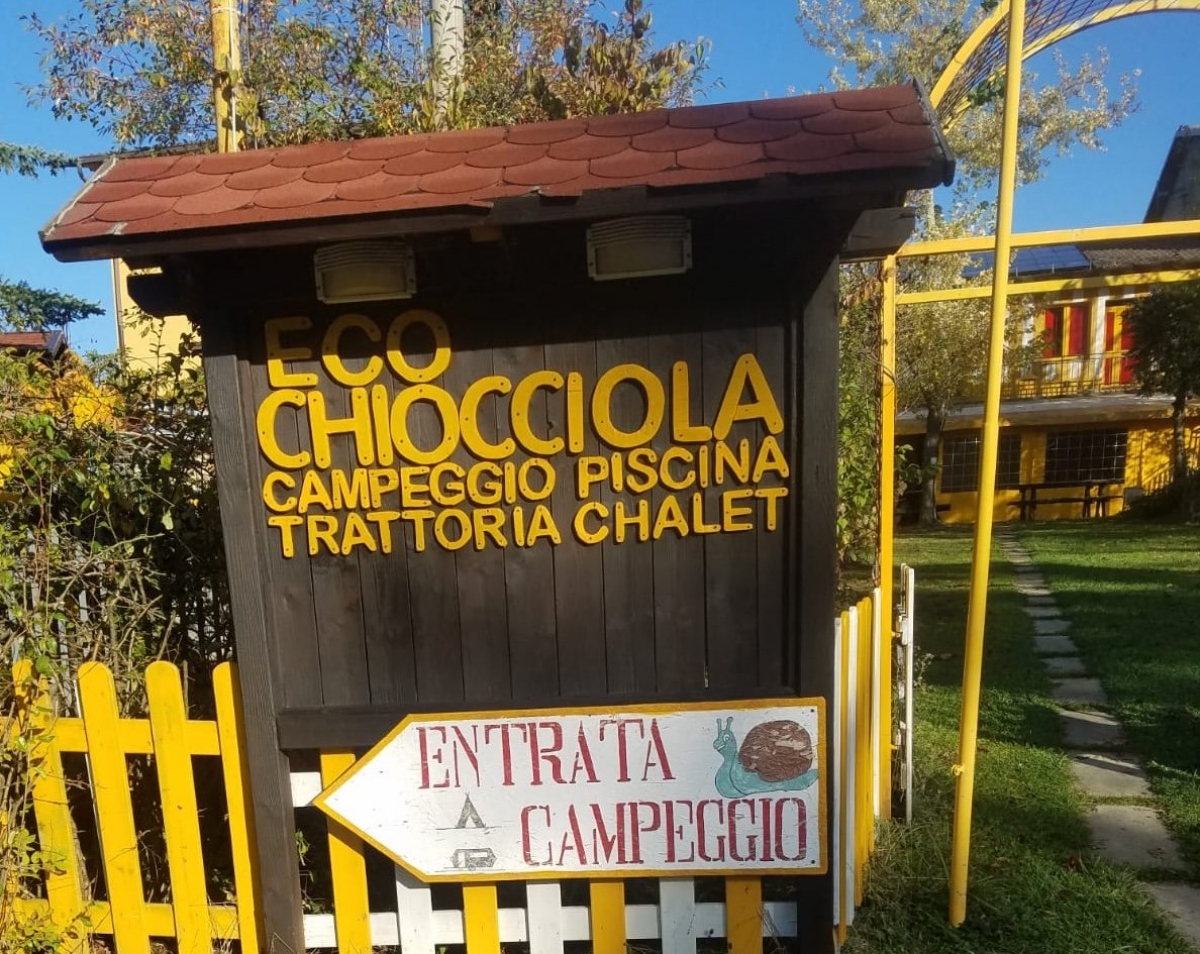 ECO
CHIOCCIOLA
CAMPEGGIO PISCINA
TRATTORIA CHALET
ENTRATA
CAMPEGGIO